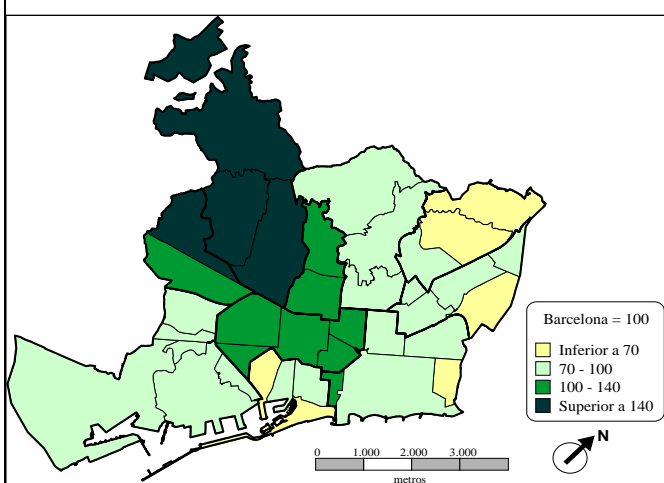 Barcelona = 100
Inferior a 70
70 - 100
100 - 140
Superior a 140
N
0 1.000 2.000 3.000
metros